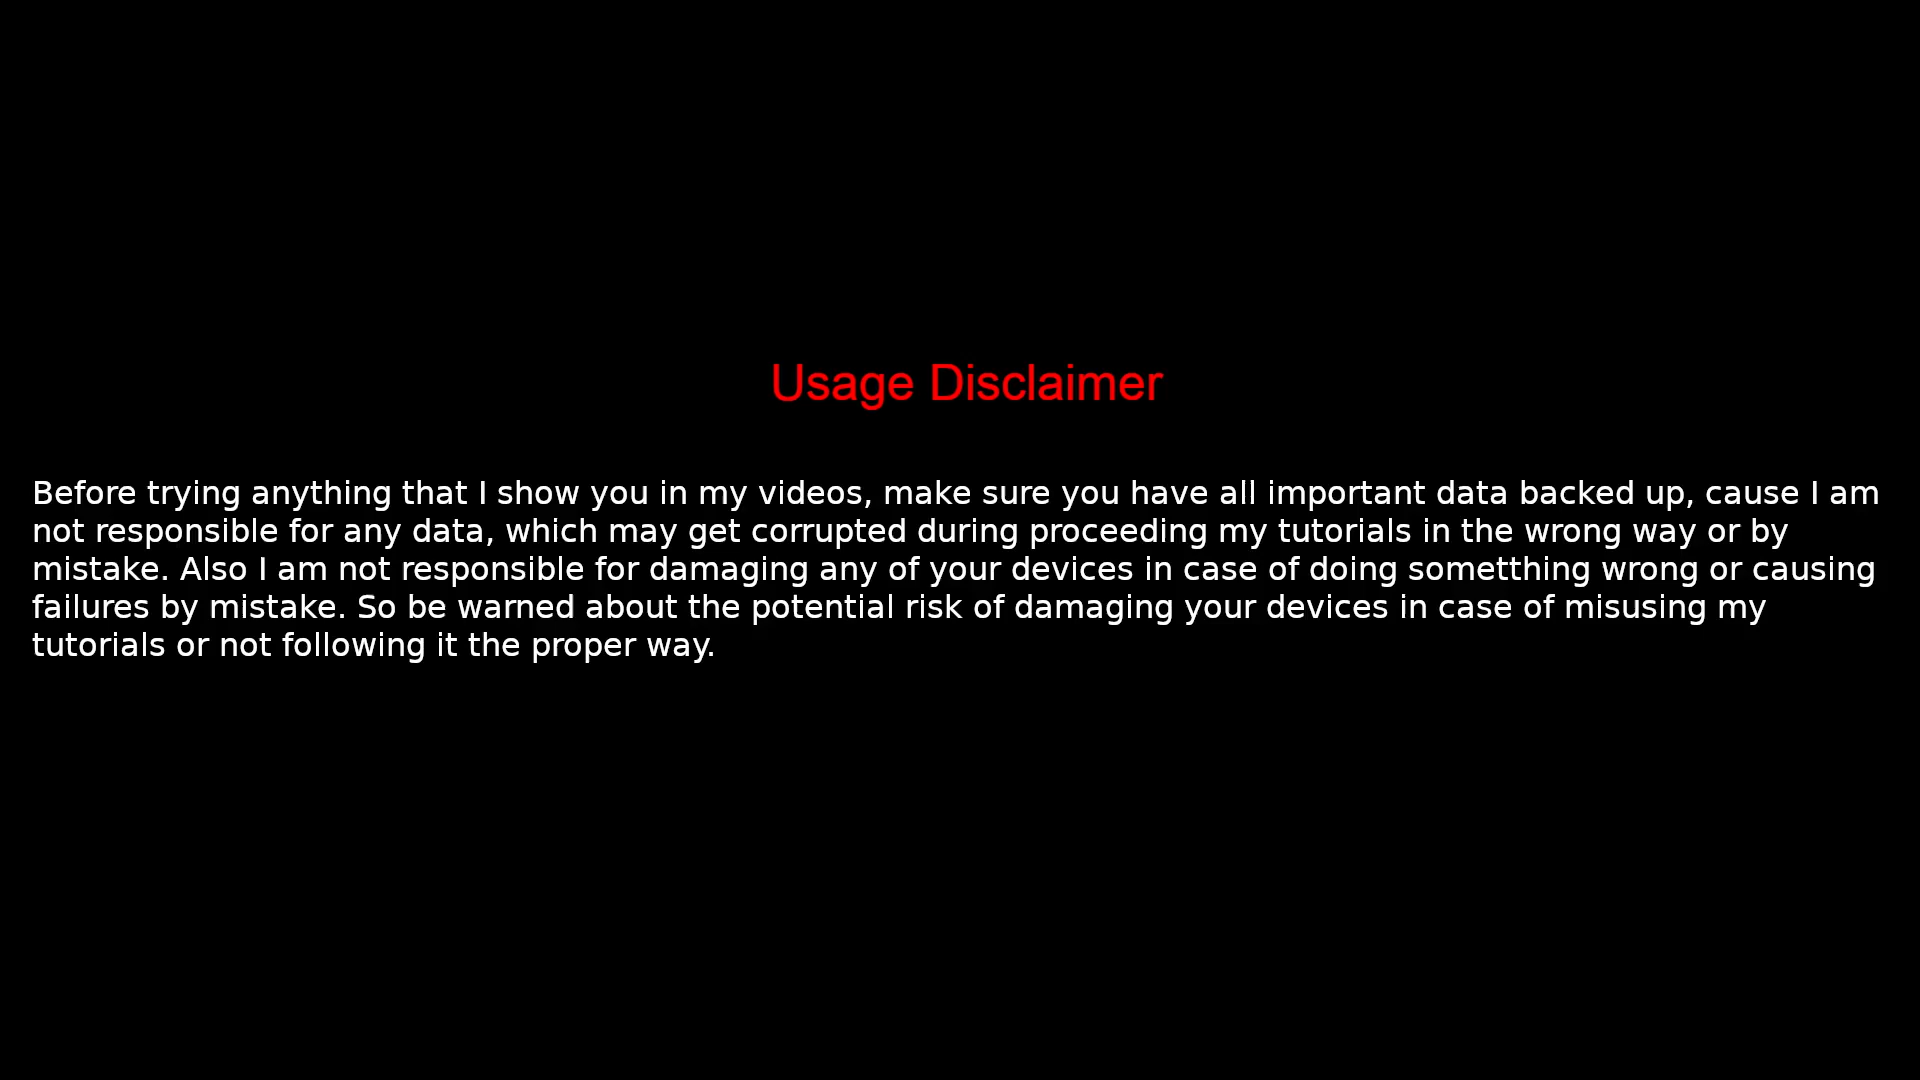 Usage Disclaimer
Before trying anything that I show you in my videos, make sure you have all important data backed up, cause I am
not responsible for any data, which may get corrupted during proceeding my tutorials in the wrong way or by
mistake. Also I am not responsible for damaging any of your devices in case of doing sometthing wrong or causing
failures by mistake. So be warned about the potential risk of damaging your devices in case of misusing my
tutorials or not following it the proper way.